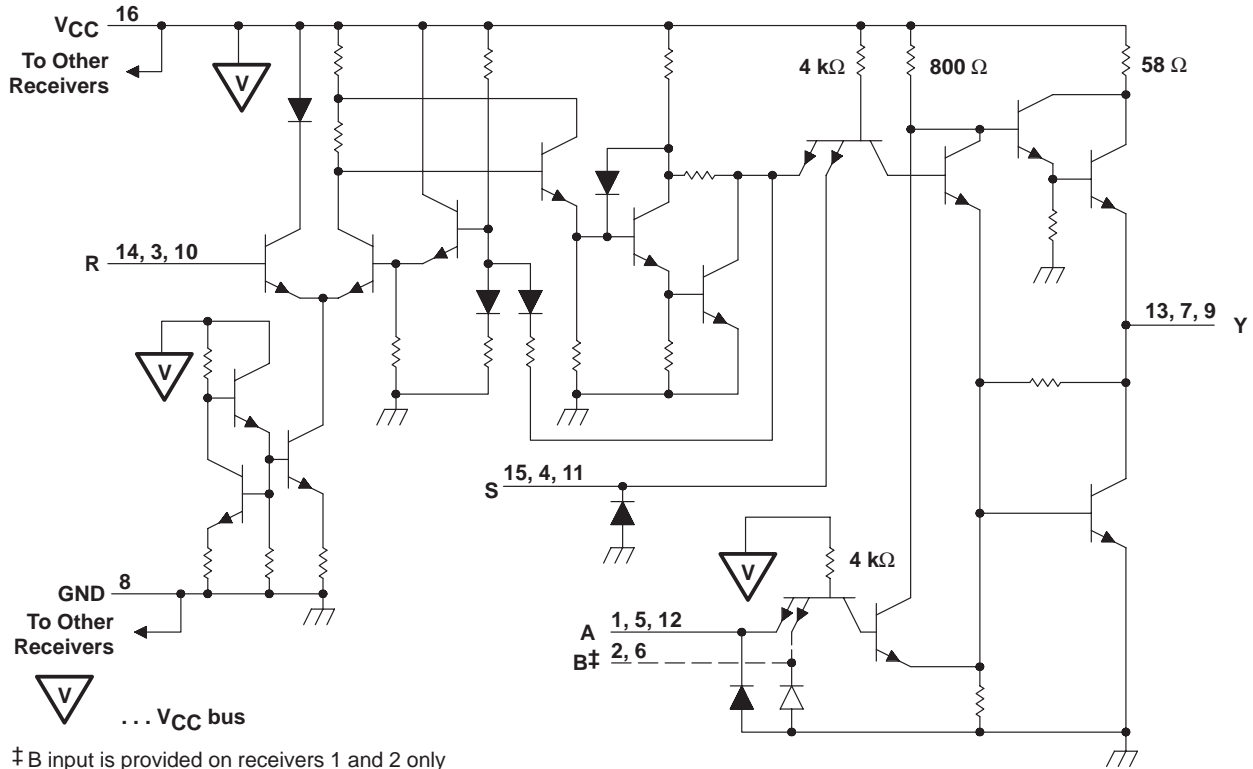 VCC 16
To Other
Receivers
V
4 kΩ
800 Ω
58 Ω
R 14, 3, 10
13, 7, 9 Y
V
S 15, 4, 11
V
4 kΩ
GND 8
To Other
Receivers
A 1, 5, 12
B‡ 2, 6
V
. . . VCC bus
‡ B input is provided on receivers 1 and 2 only